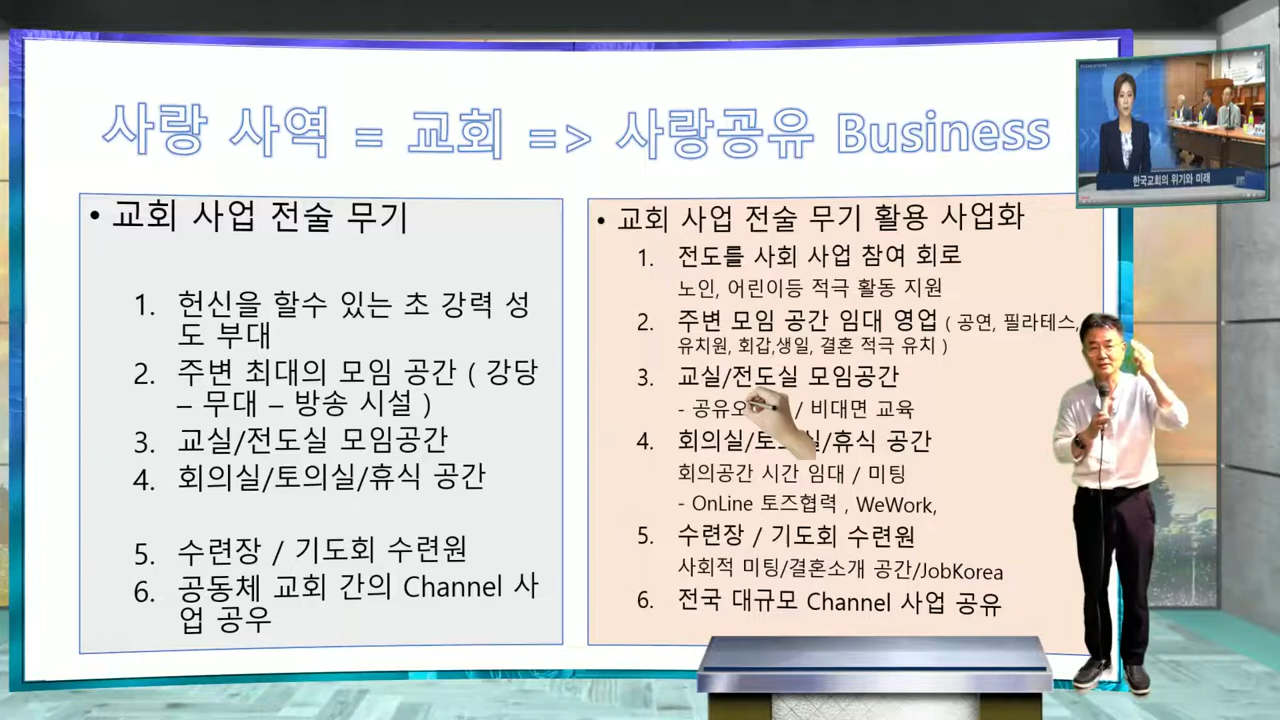 사랑 사역 = 교회 => 사랑공유 Business
• 교회 사업 전술 무기
1. 헌신을 할수 있는 초 강력 성
도 부대
2. 주변 최대의 모임 공간 ( 강당
– 무대 – 방송 시설 )
3. 교실/전도실 모임공간
4. 회의실/토의실/휴식 공간
5. 수련장 / 기도회 수련원
6. 공동체 교회 간의 Channel 사
업 공우
• 교회 사업 전술 무기 활용 사업화
1. 전도를 사회 사업 참여 회로
노인, 어린이등 적극 활동 지원
2. 주변 모임 공간 임대 영업 ( 공연, 필라테스,
유치원, 회갑,생일, 결혼 적극 유치 )
3. 교실/전도실 모임공간
- / 비대면 교육
4. 회의실/토의실/휴식 공간
회의공간 시간 임대 / 미팅
- OnLine 토즈협력 , WeWork,
5. 수련장 / 기도회 수련원
사회적 미팅/결혼소개 공간/JobKorea
6. 전국 대규모 Channel 사업 공유
한국교회의 위기와 미래